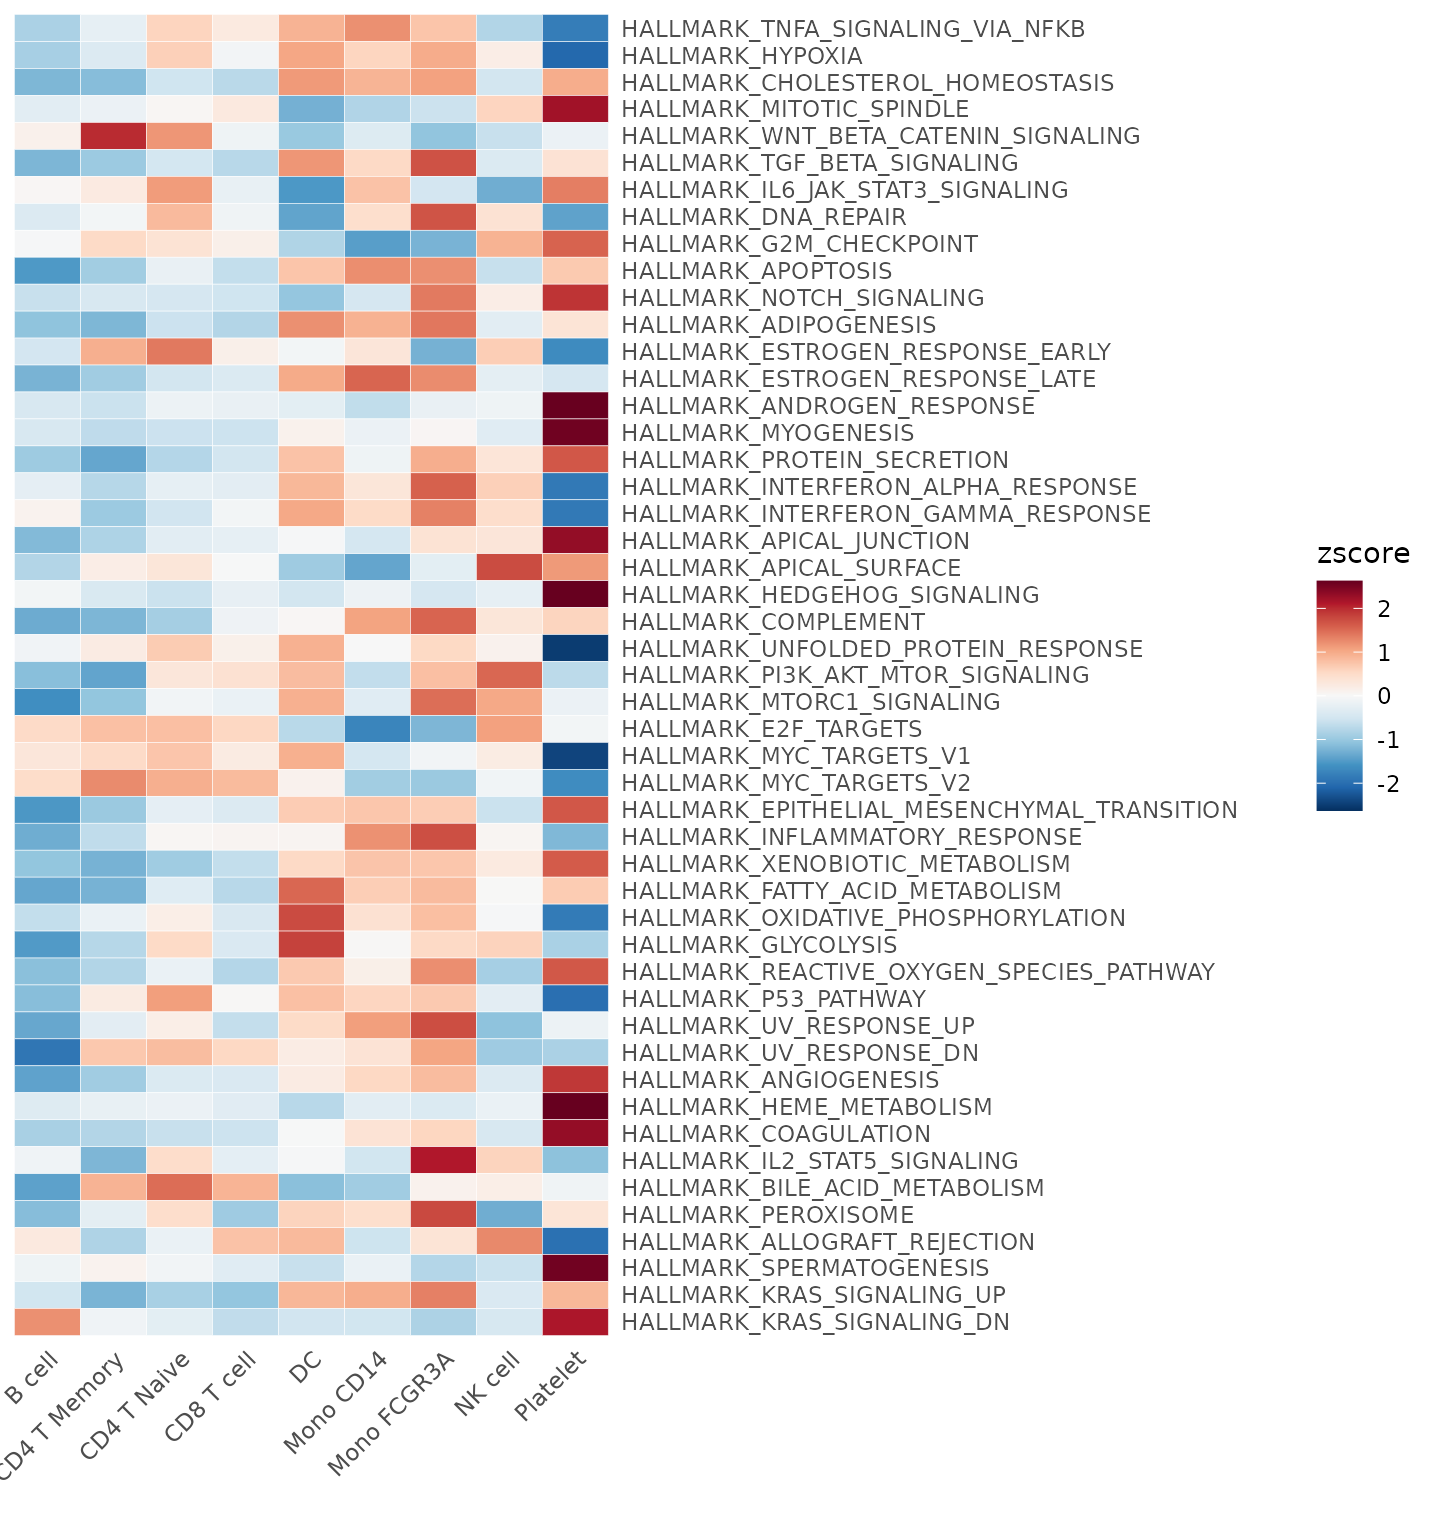 HALLMARK_TNFA_SIGNALING_VIA_NFKB
HALLMARK_HYPOXIA
HALLMARK_CHOLESTEROL_HOMEOSTASIS
HALLMARK_MITOTIC_SPINDLE
HALLMARK_WNT_BETA_CATENIN_SIGNALING
HALLMARK_TGF_BETA_SIGNALING
HALLMARK_IL6_JAK_STAT3_SIGNALING
HALLMARK_DNA_REPAIR
HALLMARK_G2M_CHECKPOINT
HALLMARK_APOPTOSIS
HALLMARK_NOTCH_SIGNALING
HALLMARK_ADIPOGENESIS
HALLMARK_ESTROGEN_RESPONSE_EARLY
HALLMARK_ESTROGEN_RESPONSE_LATE
HALLMARK_ANDROGEN_RESPONSE
HALLMARK_MYOGENESIS
HALLMARK_PROTEIN_SECRETION
HALLMARK_INTERFERON_ALPHA_RESPONSE
HALLMARK_INTERFERON_GAMMA_RESPONSE
HALLMARK_APICAL_JUNCTION
HALLMARK_APICAL_SURFACE
HALLMARK_HEDGEHOG_SIGNALING
HALLMARK_COMPLEMENT
HALLMARK_UNFOLDED_PROTEIN_RESPONSE
HALLMARK_PI3K_AKT_MTOR_SIGNALING
HALLMARK_MTORC1_SIGNALING
HALLMARK_E2F_TARGETS
HALLMARK_MYC_TARGETS_V1
HALLMARK_MYC_TARGETS_V2
HALLMARK_EPITHELIAL_MESENCHYMAL_TRANSITION
HALLMARK_INFLAMMATORY_RESPONSE
HALLMARK_XENOBIOTIC_METABOLISM
HALLMARK_FATTY_ACID_METABOLISM
HALLMARK_OXIDATIVE_PHOSPHORYLATION
HALLMARK_GLYCOLYSIS
HALLMARK_REACTIVE_OXYGEN_SPECIES_PATHWAY
HALLMARK_P53_PATHWAY
HALLMARK_UV_RESPONSE_UP
HALLMARK_UV_RESPONSE_DN
HALLMARK_ANGIOGENESIS
HALLMARK_HEME_METABOLISM
HALLMARK_COAGULATION
HALLMARK_IL2_STAT5_SIGNALING
HALLMARK_BILE_ACID_METABOLISM
HALLMARK_PEROXISOME
HALLMARK_ALLOGRAFT_REJECTION
HALLMARK_SPERMATOGENESIS
HALLMARK_KRAS_SIGNALING_UP
HALLMARK_KRAS_SIGNALING_DN
B cell
CD4 T Memory
CD4 T Naive
CD8 T cell
DC
Mono CD14
Mono FCGR3A
NK cell
Platelet
zscore
2
1
0
-1
-2